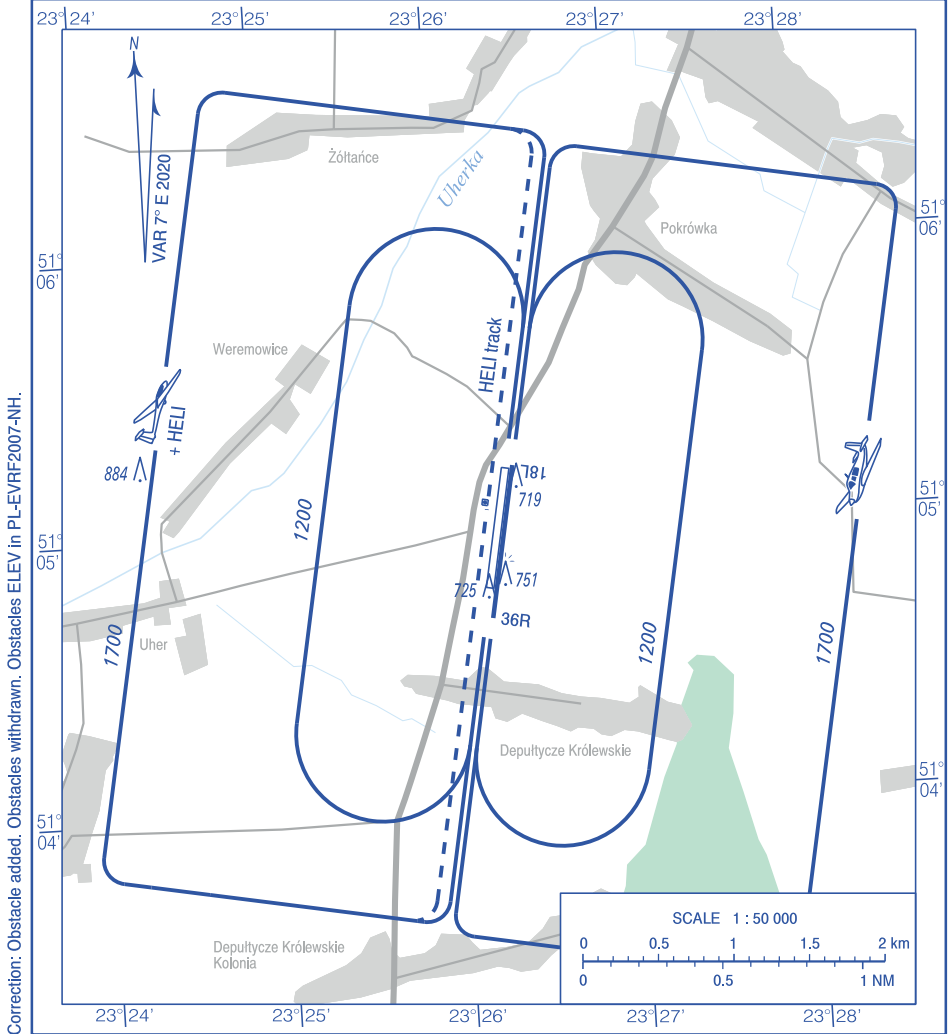 23° 24' 23° 25' 23° 26' 23° 27' 23° 28'
N
VAR 7° E 2020
Żółtańce
Uherka
Pokrówka
51° 06'
51° 06'
HELI track
Weremowice
+ HELI
884
18L
719
51° 05'
1200
51° 05'
725
751
36R
1700
Uher
1200
1700
Depułtycze Królewskie
51° 04'
51° 04'
Depułtycze Królewskie
Kolonia
SCALE 1 : 50 000
0 0.5 1 1.5 2 km
0 0.5 1 NM
23° 24' 23° 25' 23° 26' 23° 27' 23° 28'
Correction: Obstacle added. Obstacles withdrawn. Obstacles ELEV in PL-EVRF2007-NH.